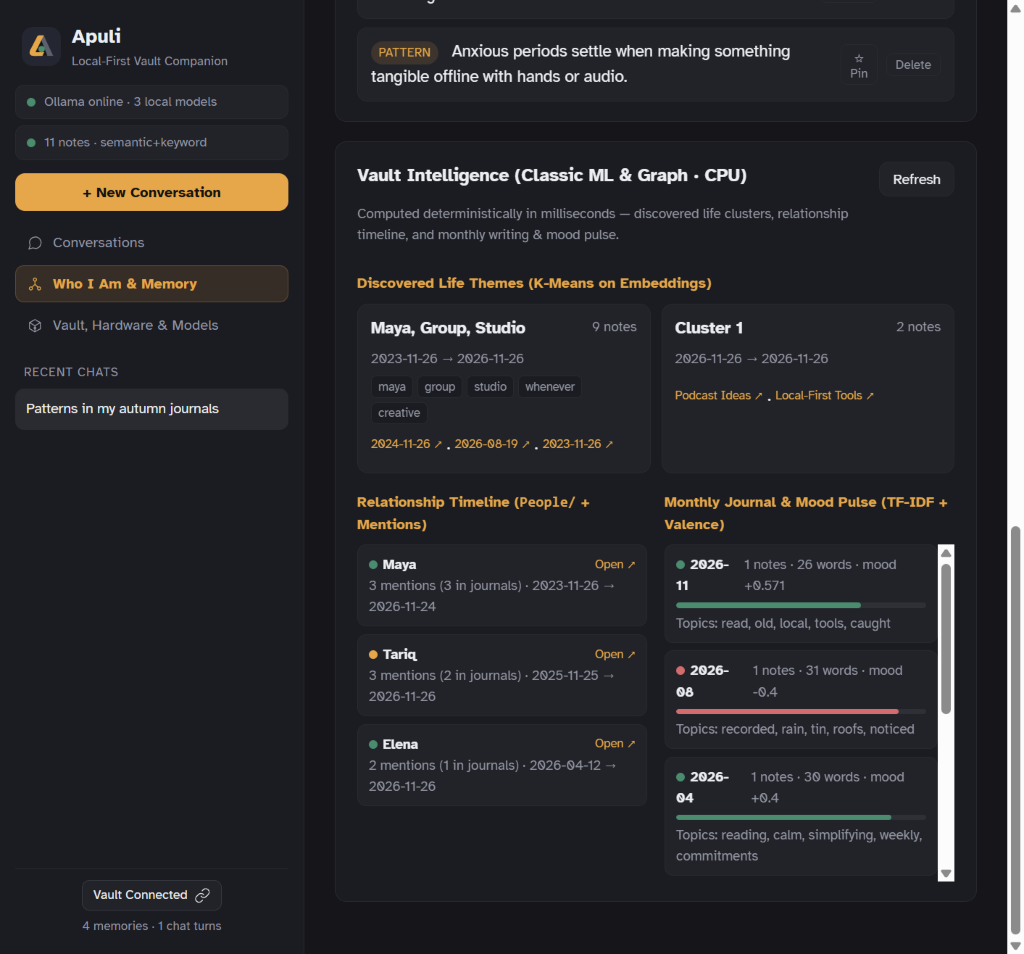 Apuli
Local-First Vault Companion
Ollama online · 3 local models
11 notes · semantic+keyword
+ New Conversation
Conversations
Who I Am & Memory
Vault, Hardware & Models
RECENT CHATS
Patterns in my autumn journals
Vault Connected
4 memories · 1 chat turns
PATTERN Anxious periods settle when making something
tangible offline with hands or audio.
☆
Pin
Delete
Vault Intelligence (Classic ML & Graph · CPU)
Refresh
Computed deterministically in milliseconds — discovered life clusters, relationship
timeline, and monthly writing & mood pulse.
Discovered Life Themes (K-Means on Embeddings)
Maya, Group, Studio 9 notes
2023-11-26 → 2026-11-26
maya group studio whenever
creative
2024-11-26 ↗ . 2026-08-19 ↗ . 2023-11-26 ↗
Cluster 1 2 notes
2026-11-26 → 2026-11-26
Podcast Ideas ↗ . Local-First Tools ↗
Relationship Timeline (People/ +
Mentions)
Maya Open ↗
3 mentions (3 in journals) · 2023-11-26 →
2026-11-24
Tariq Open ↗
3 mentions (2 in journals) · 2025-11-25 →
2026-11-26
Elena Open ↗
2 mentions (1 in journals) · 2026-04-12 →
2026-11-26
Monthly Journal & Mood Pulse (TF-IDF +
Valence)
2026- 1 notes · 26 words · mood
11 +0.571
Topics: read, old, local, tools, caught
2026- 1 notes · 31 words · mood
08 -0.4
Topics: recorded, rain, tin, roofs, noticed
2026- 1 notes · 30 words · mood
04 +0.4
Topics: reading, calm, simplifying, weekly,
commitments